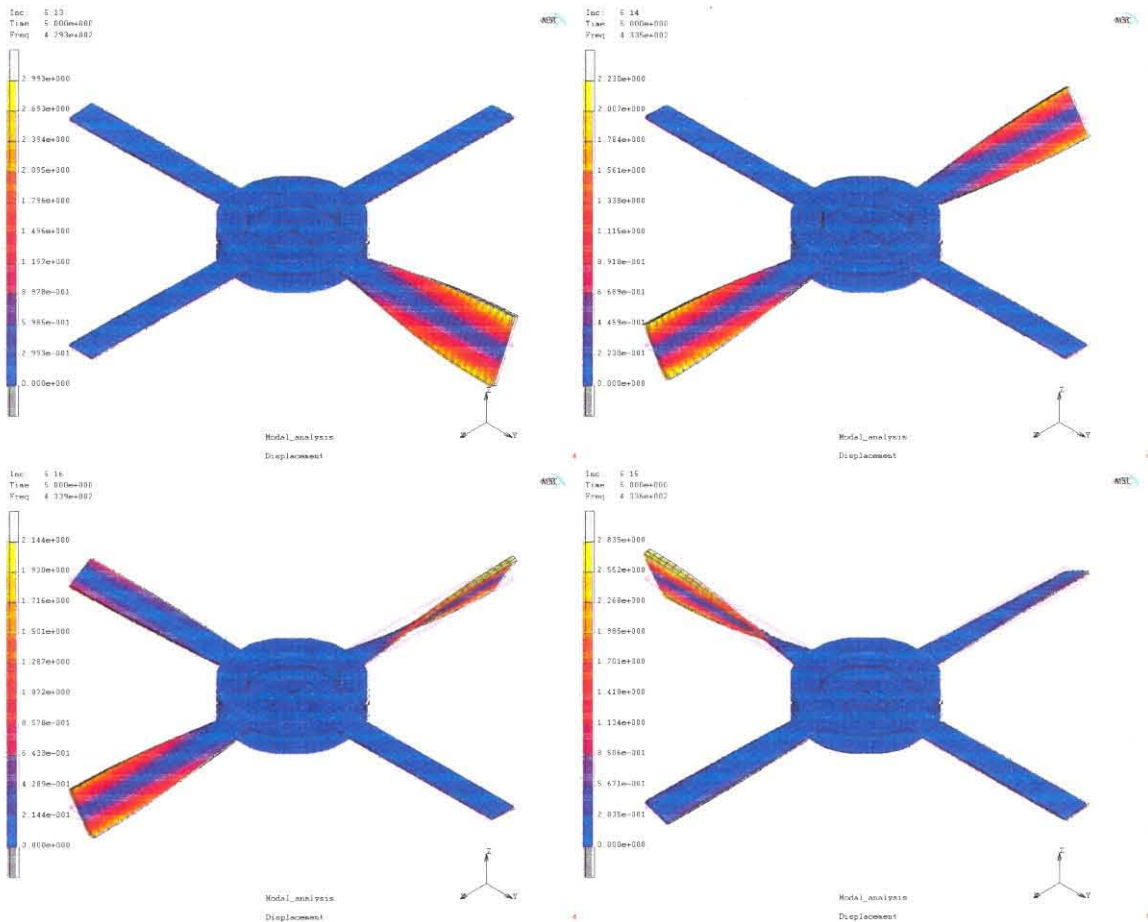 Inc: 5 13
Time 5 000e+000
Freq 4 293e+002
2.993e+000
2.693e+000
2.394e+000
2.095e+000
1.796e+000
1.496e+000
1.197e+000
8.978e-001
5.985e-001
2.993e-001
0.000e+000
Z
Y
Modal_analysis
Displacement
Inc: 5 14
Time 5 000e+000
Freq 4 335e+002
2.230e+000
2.007e+000
1.784e+000
1.561e+000
1.338e+000
1.115e+000
8.918e-001
6.689e-001
4.459e-001
2.230e-001
0.000e+000
Z
Y
Modal_analysis
Displacement
Inc: 5 16
Time 5 000e+000
Freq 4 339e+002
2.144e+000
1.930e+000
1.716e+000
1.501e+000
1.287e+000
1.072e+000
8.578e-001
6.433e-001
4.289e-001
2.144e-001
0.000e+000
Z
Y
Modal_analysis
Displacement
Inc: 5 15
Time 5 000e+000
Freq 4 336e+002
2.835e+000
2.552e+000
2.268e+000
1.985e+000
1.701e+000
1.418e+000
1.134e+000
8.506e-001
5.671e-001
2.835e-001
0.000e+000
Z
Y
Modal_analysis
Displacement